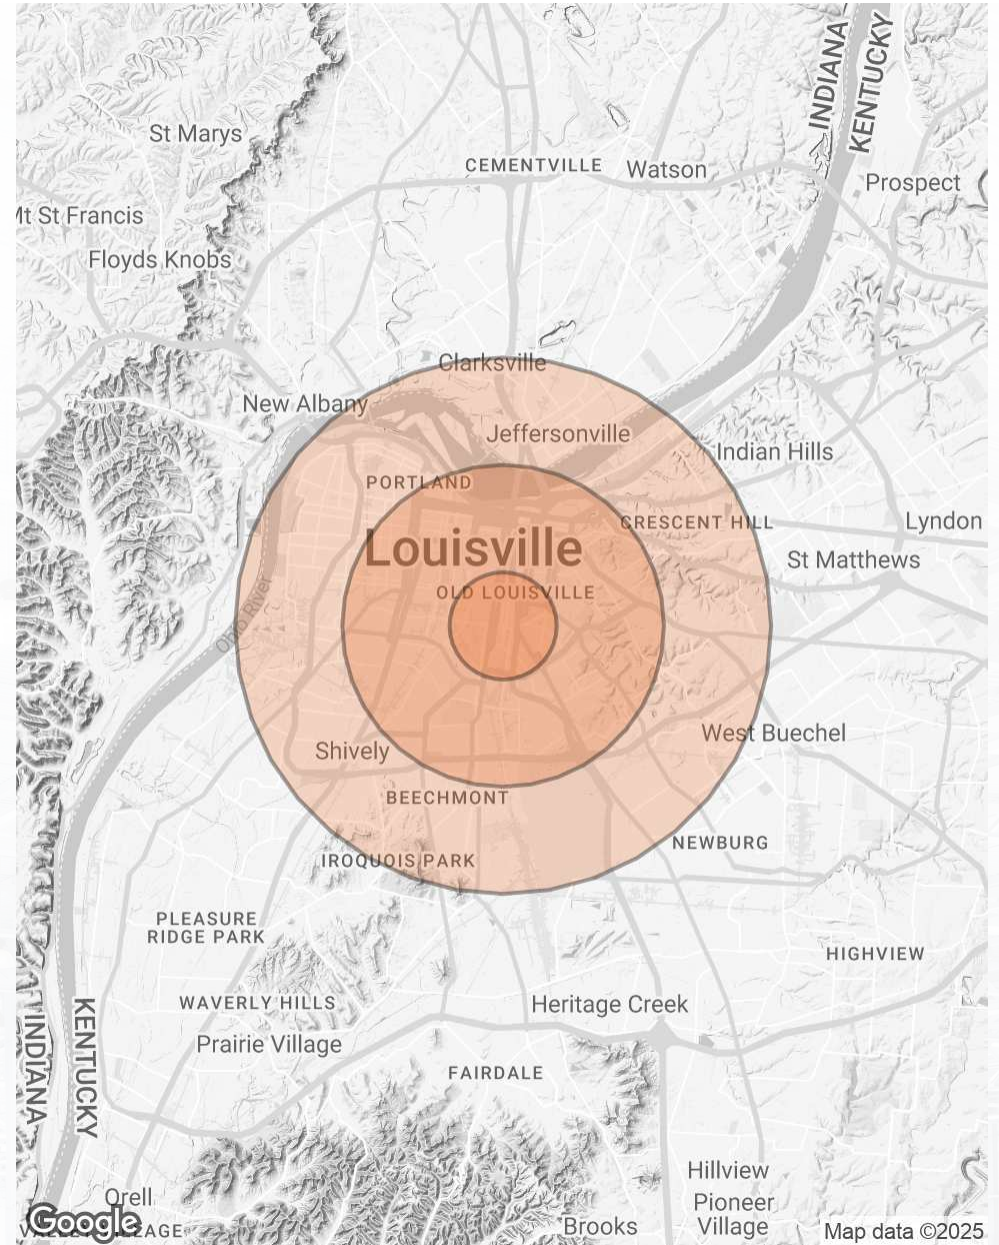 INDIANA
KENTUCKY
St Marys
CEMENTVILLE
Watson
Prospect
Mt St Francis
Floyds Knobs
Clarksville
New Albany
Jeffersonville
Indian Hills
PORTLAND
CRESCENT HILL
Lyndon
Louisville
St Matthews
OLD LOUISVILLE
Ohio River
West Buechel
Shively
BEECHMONT
NEWBURG
IROQUOIS PARK
PLEASURE
RIDGE PARK
HIGHVIEW
WAVERLY HILLS
Heritage Creek
KENTUCKY
INDIANA
Prairie Village
FAIRDALE
Hillview
Orell
Pioneer
Village
Google
Brooks
Map data ©2025